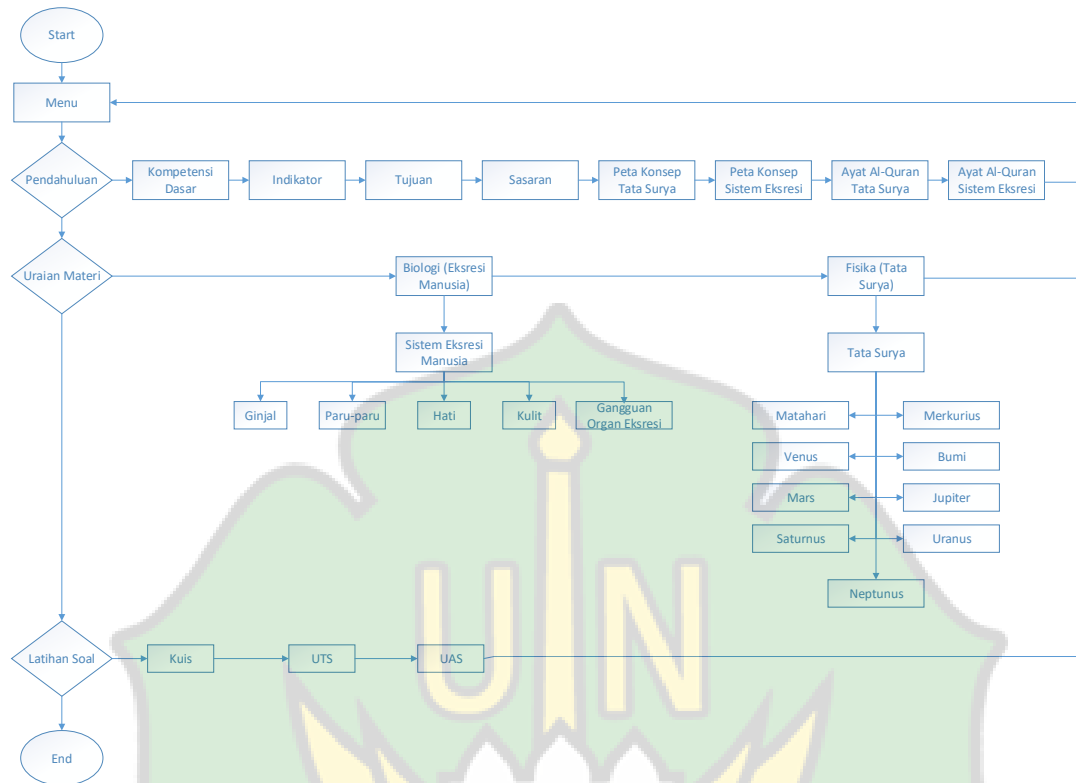 Start
Menu
Pendahuluan
Kompetensi
Dasar
Indikator
Tujuan
Sasaran
Peta Konsep
Tata Surya
Peta Konsep
Sistem Eksresi
Ayat Al-Quran
Tata Surya
Ayat Al-Quran
Sistem Eksresi
Uraian Materi
Biologi (Eksresi
Manusia)
Fisika (Tata
Surya)
Sistem Eksresi
Manusia
Tata Surya
Ginjal
Paru-paru
Hati
Kulit
Gangguan
Organ Eksresi
Matahari
Merkurius
Venus
Bumi
Mars
Jupiter
Saturnus
Uranus
Neptunus
Latihan Soal
Kuis
UTS
UAS
End
UIN